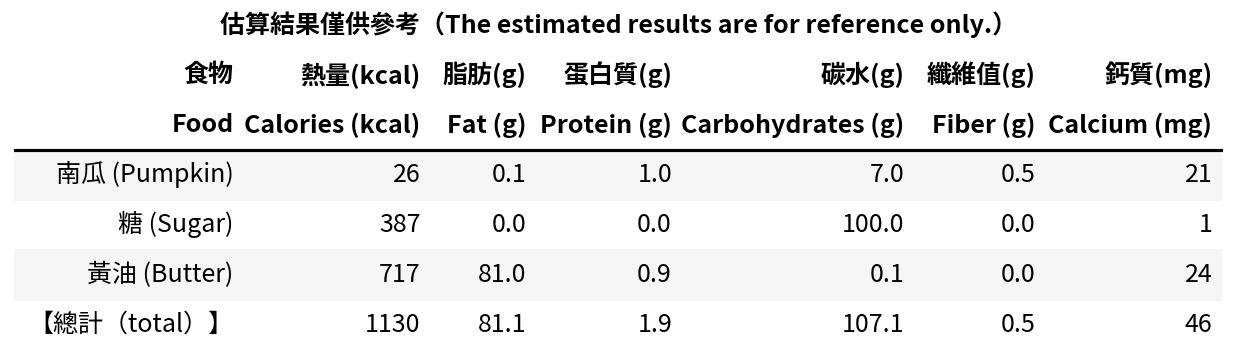 估算結果僅供參考（The estimated results are for reference only.）
食物 熱量(kcal) 脂肪(g) 蛋白質(g) 碳水(g) 纖維值(g) 鈣質(mg)
Food Calories (kcal) Fat (g) Protein (g) Carbohydrates (g) Fiber (g) Calcium (mg)
南瓜 (Pumpkin) 26 0.1 1.0 7.0 0.5 21
糖 (Sugar) 387 0.0 0.0 100.0 0.0 1
黃油 (Butter) 717 81.0 0.9 0.1 0.0 24
【總計（total）】 1130 81.1 1.9 107.1 0.5 46